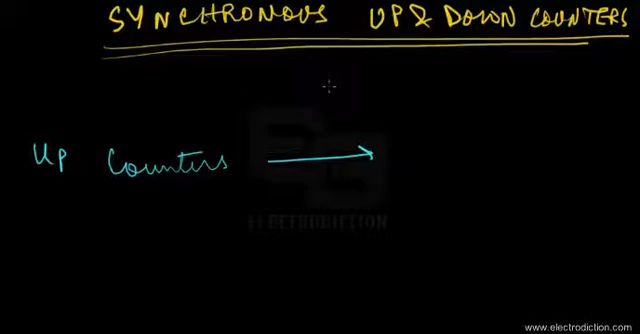 SYNCHRONOUS UP & DOWN COUNTERS
Up Counters
ELECTRODICTION
www.electrodiction.com